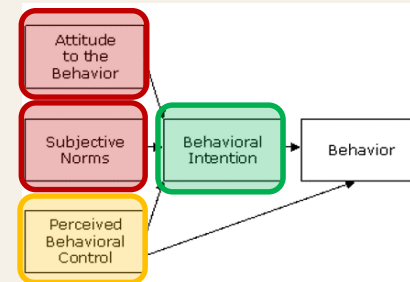 Attitude
to the
Behavior
Subjective
Norms
Behavioral
Intention
Behavior
Perceived
Behavioral
Control